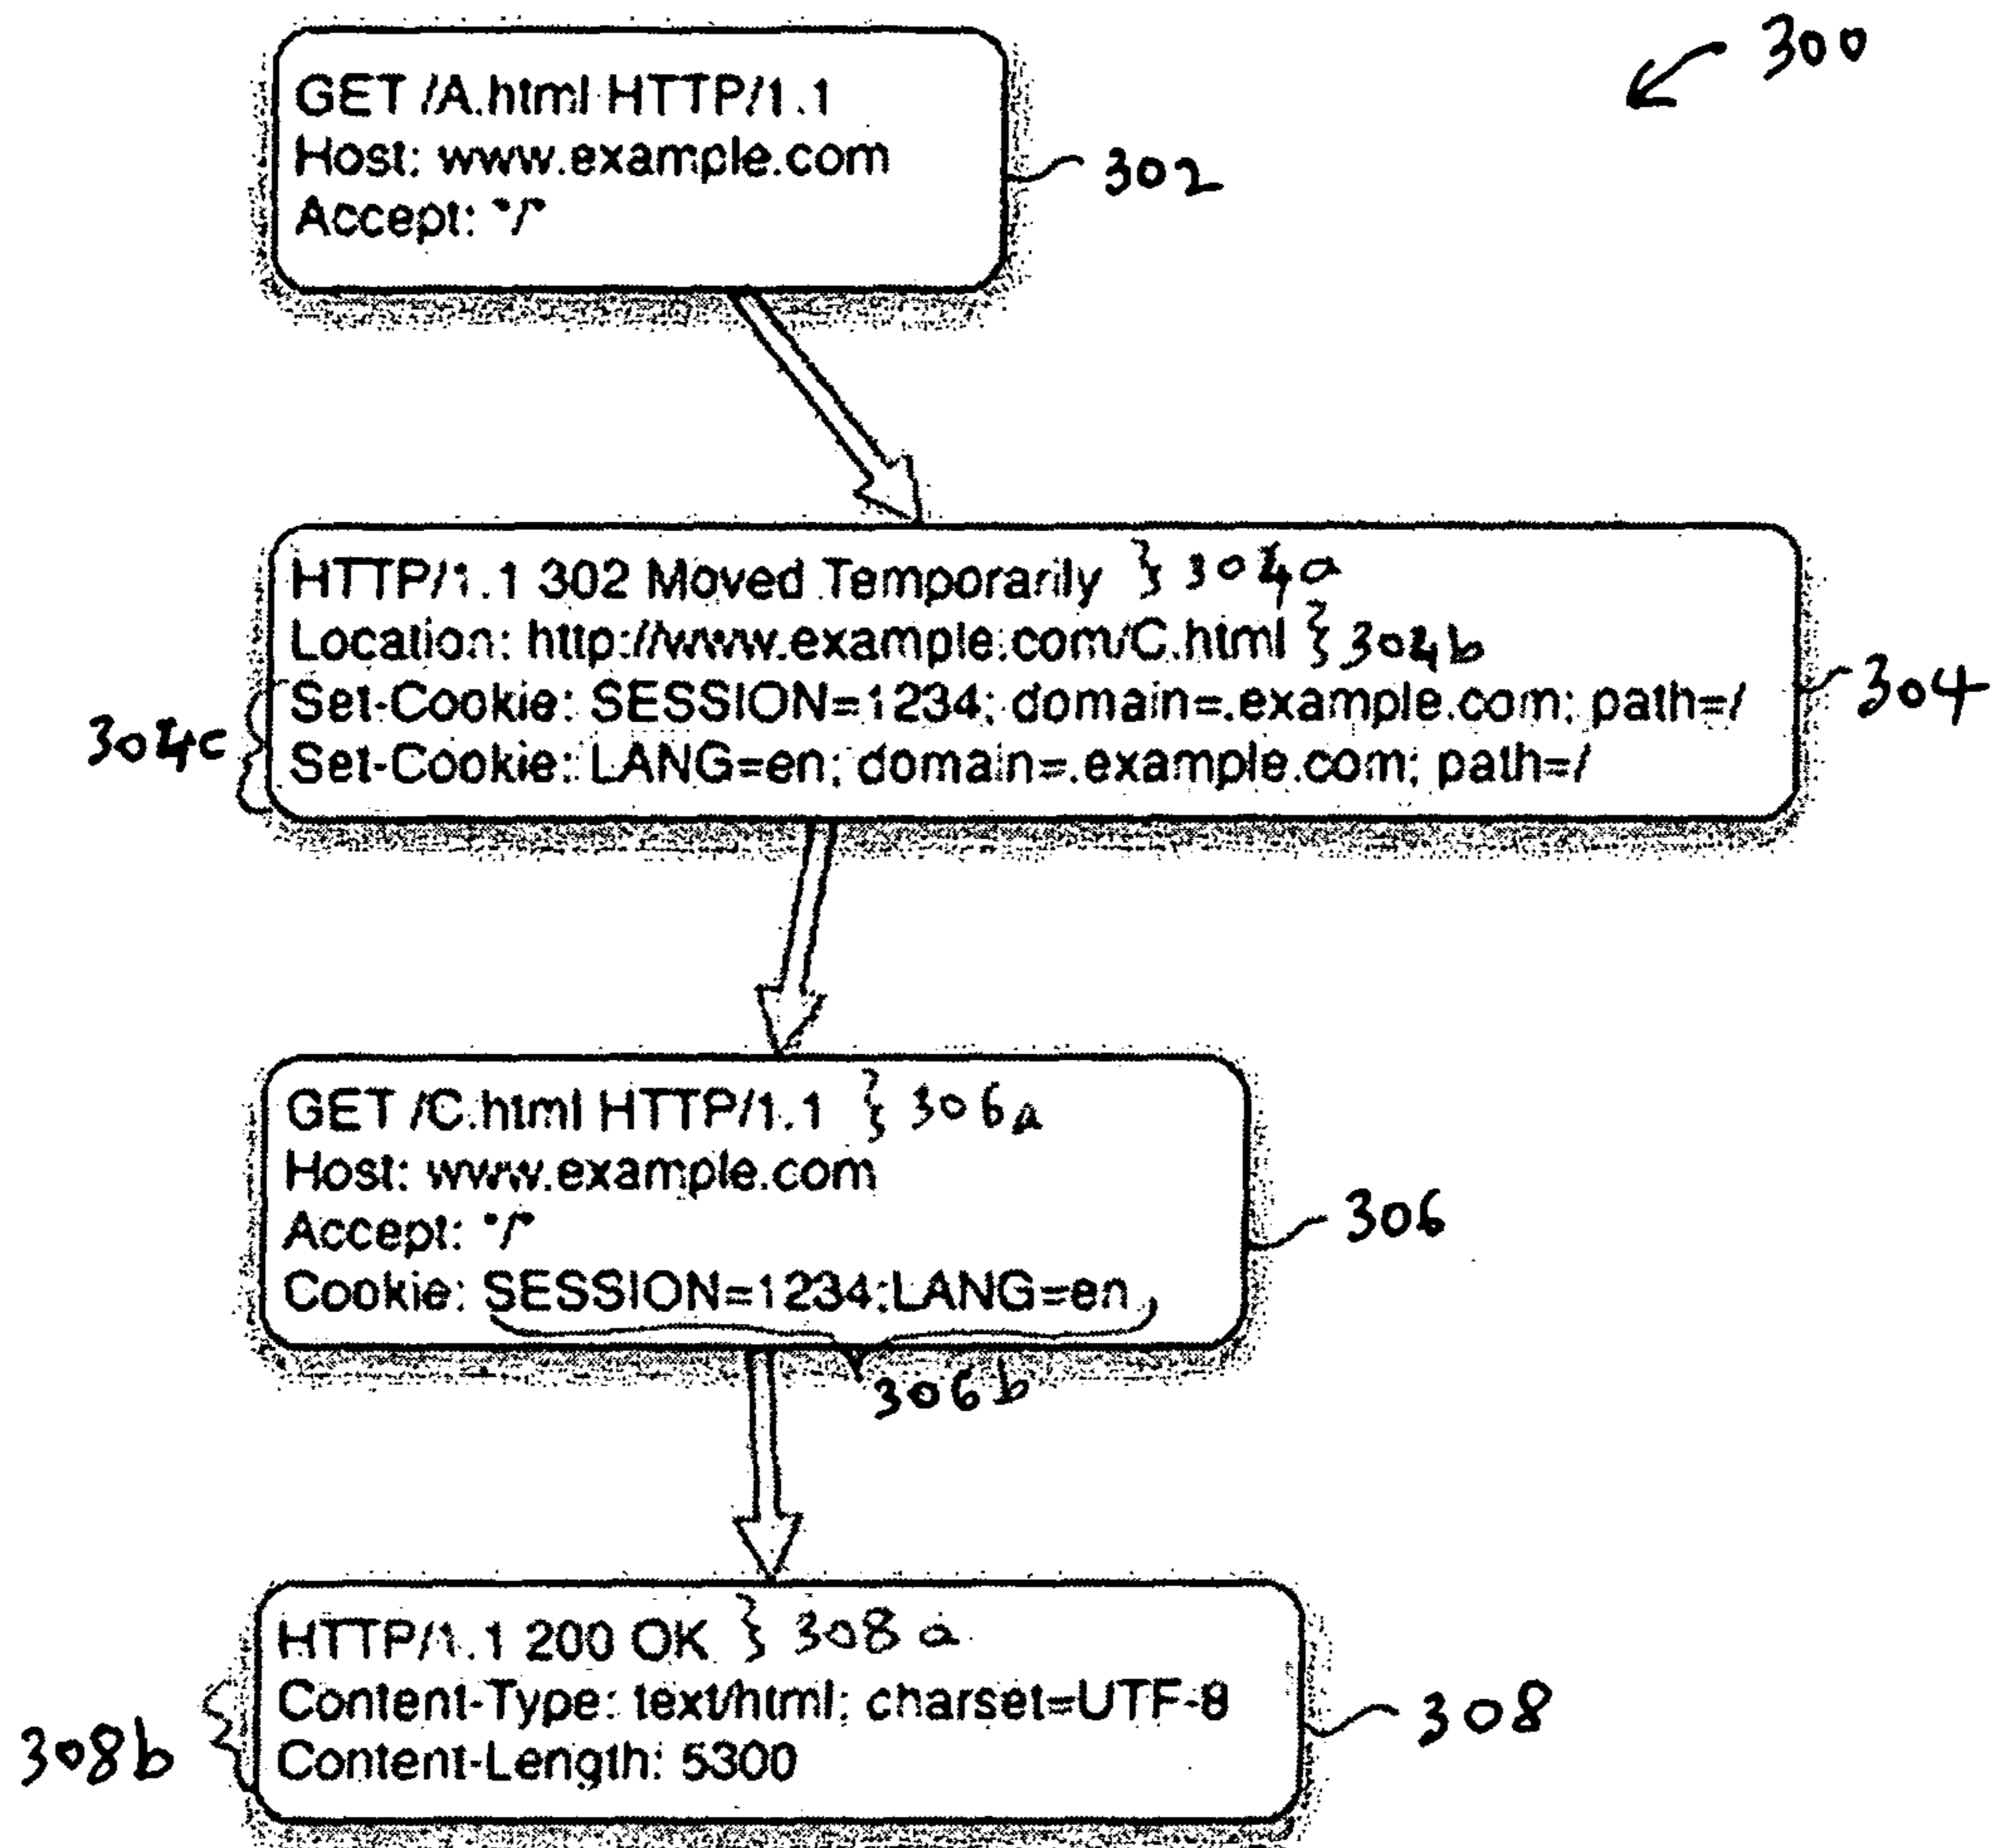 300
GET /A.html HTTP/1.1
Host: www.example.com
Accept: */*
302
HTTP/1.1 302 Moved Temporarily } 304a
Location: http://www.example.com/C.html } 304b
Set-Cookie: SESSION=1234; domain=.example.com; path=/
Set-Cookie: LANG=en; domain=.example.com; path=/
304c
304
GET /C.html HTTP/1.1 } 306a
Host: www.example.com
Accept: */*
Cookie: SESSION=1234;LANG=en
306
306b
HTTP/1.1 200 OK } 308a
Content-Type: text/html; charset=UTF-8
Content-Length: 5300
308b
308